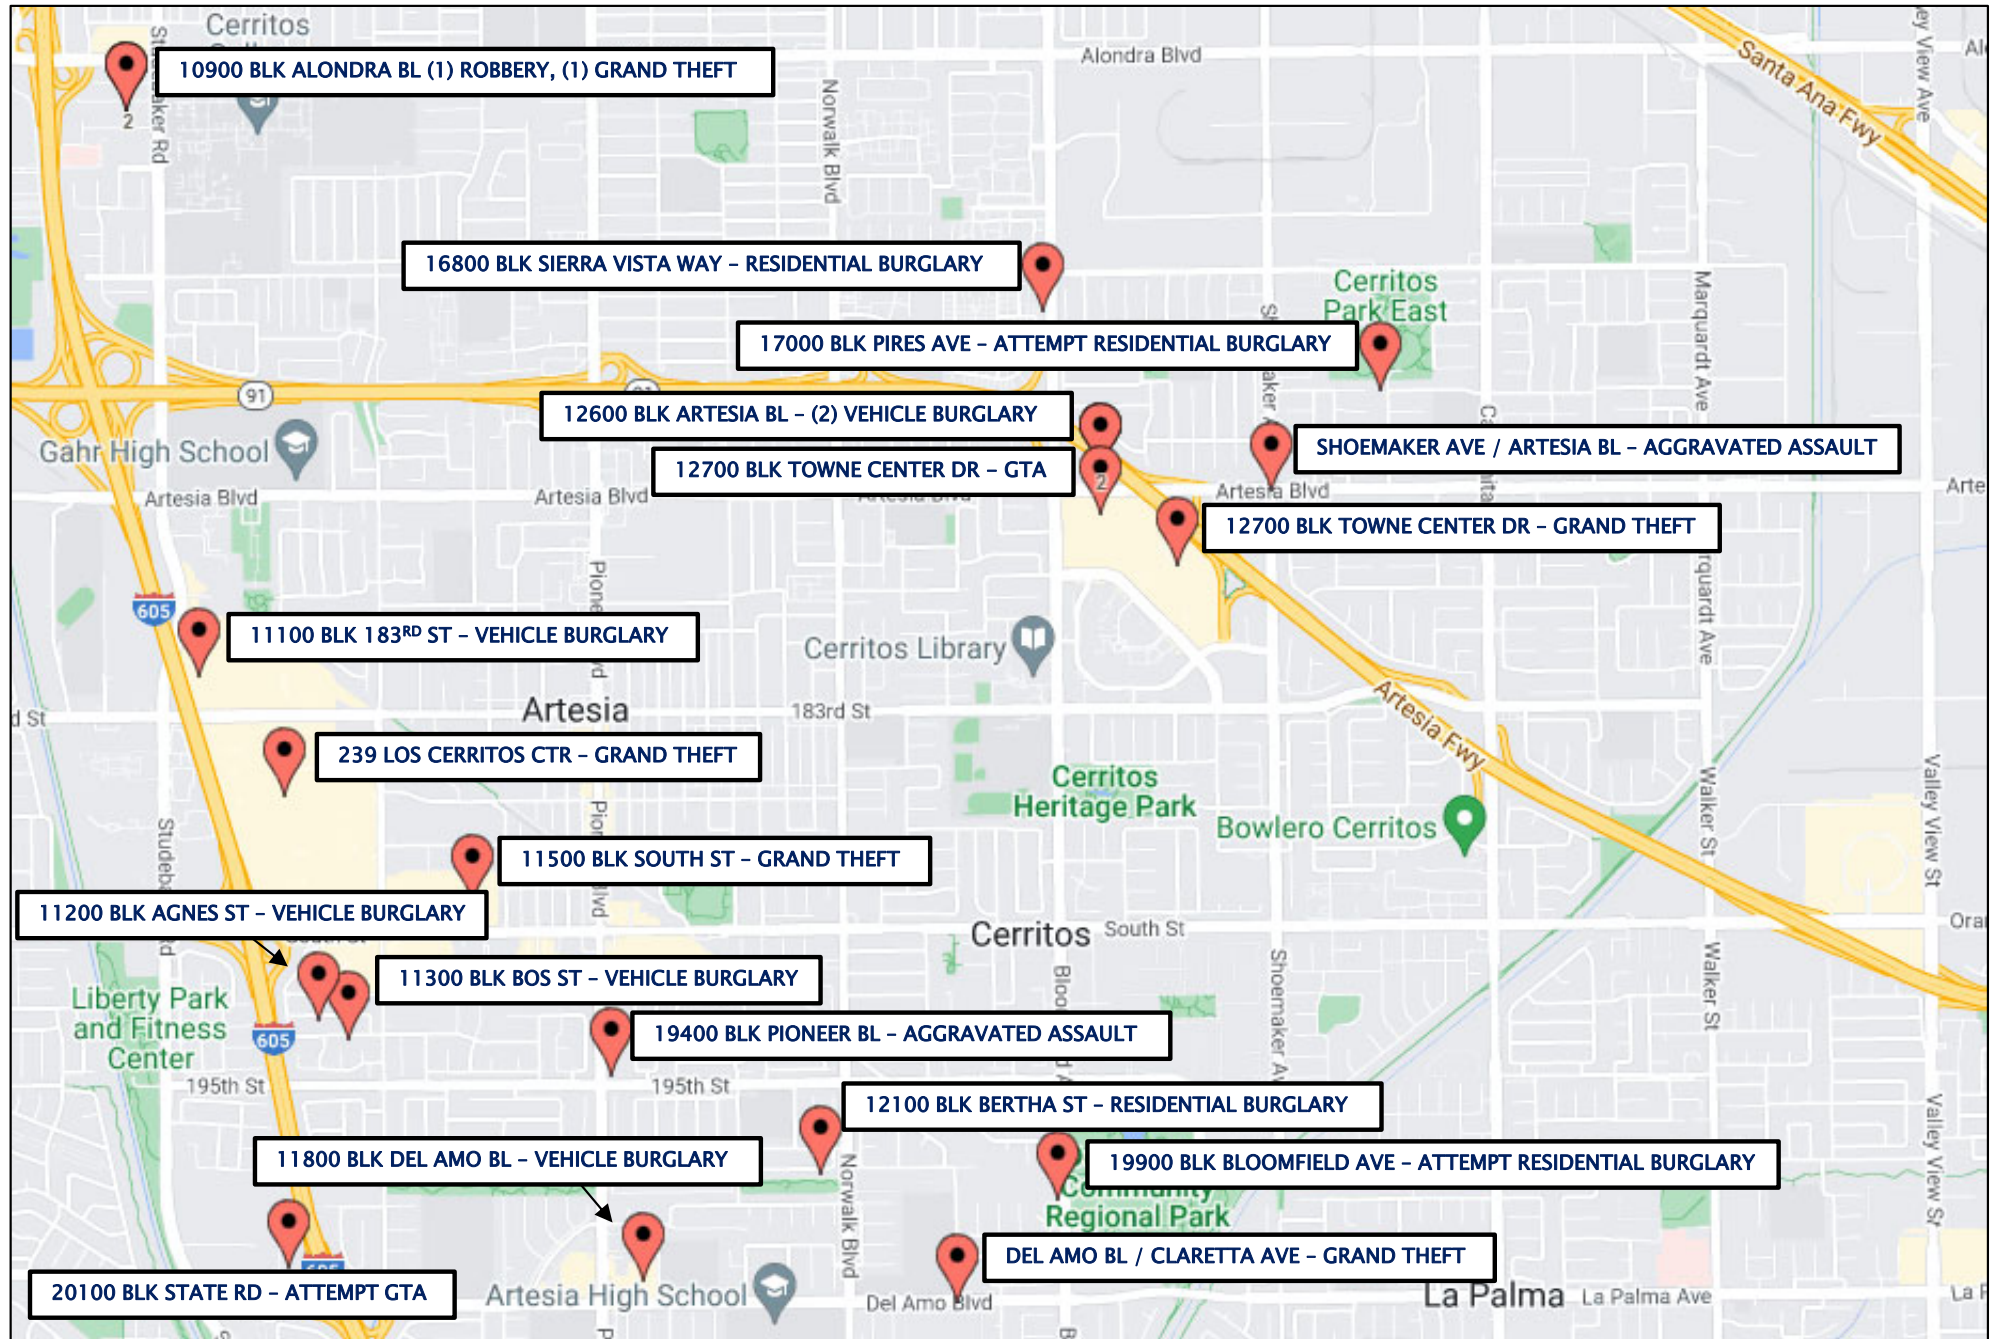 Cerritos
10900 BLK ALONDRA BL (1) ROBBERY, (1) GRAND THEFT
2
Alondra Blvd
Santa Ana Fwy
Norwalk Blvd
16800 BLK SIERRA VISTA WAY – RESIDENTIAL BURGLARY
Cerritos
Park East
17000 BLK PIRES AVE – ATTEMPT RESIDENTIAL BURGLARY
Marquardt Ave
91
12600 BLK ARTESIA BL – (2) VEHICLE BURGLARY
Gahr High School
SHOEMAKER AVE / ARTESIA BL – AGGRAVATED ASSAULT
12700 BLK TOWNE CENTER DR – GTA
2
Artesia Blvd
Artesia Blvd
Artesia Blvd
12700 BLK TOWNE CENTER DR – GRAND THEFT
605
11100 BLK 183RD ST – VEHICLE BURGLARY
Cerritos Library
Artesia
183rd St
Artesia Fwy
239 LOS CERRITOS CTR – GRAND THEFT
Cerritos
Heritage Park
Bowlero Cerritos
Walker St
Valley View St
11500 BLK SOUTH ST – GRAND THEFT
11200 BLK AGNES ST – VEHICLE BURGLARY
Cerritos
South St
11300 BLK BOS ST – VEHICLE BURGLARY
Walker St
Liberty Park
and Fitness
Center
605
19400 BLK PIONEER BL – AGGRAVATED ASSAULT
195th St
195th St
12100 BLK BERTHA ST – RESIDENTIAL BURGLARY
11800 BLK DEL AMO BL – VEHICLE BURGLARY
19900 BLK BLOOMFIELD AVE – ATTEMPT RESIDENTIAL BURGLARY
Community
Regional Park
Norwalk Blvd
Valley View St
DEL AMO BL / CLARETTA AVE – GRAND THEFT
20100 BLK STATE RD – ATTEMPT GTA
Artesia High School
Del Amo Blvd
La Palma
La Palma Ave